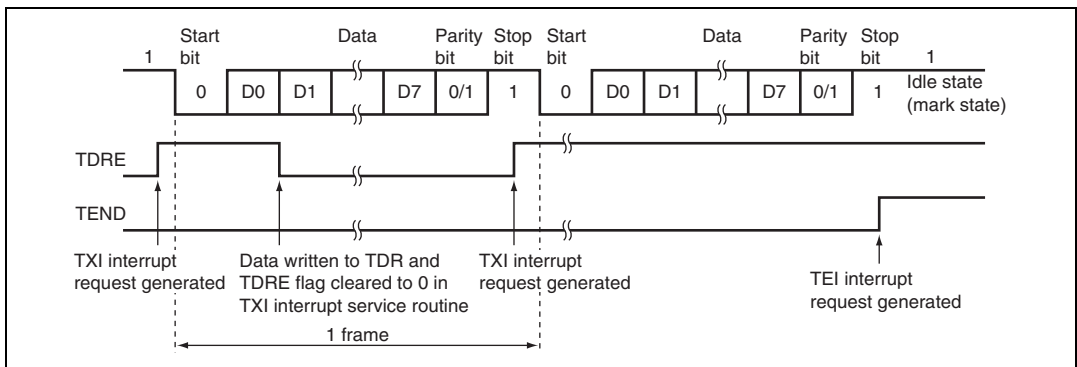 Start bit
Data
Parity bit
Stop bit
Start bit
Data
Parity bit
Stop bit
1
1
0
D0
D1
D7
0/1
1
0
D0
D1
D7
0/1
1
Idle state
(mark state)
TDRE
TEND
TXI interrupt
request generated
Data written to TDR and
TDRE flag cleared to 0 in
TXI interrupt service routine
TXI interrupt
request generated
TEI interrupt
request generated
1 frame